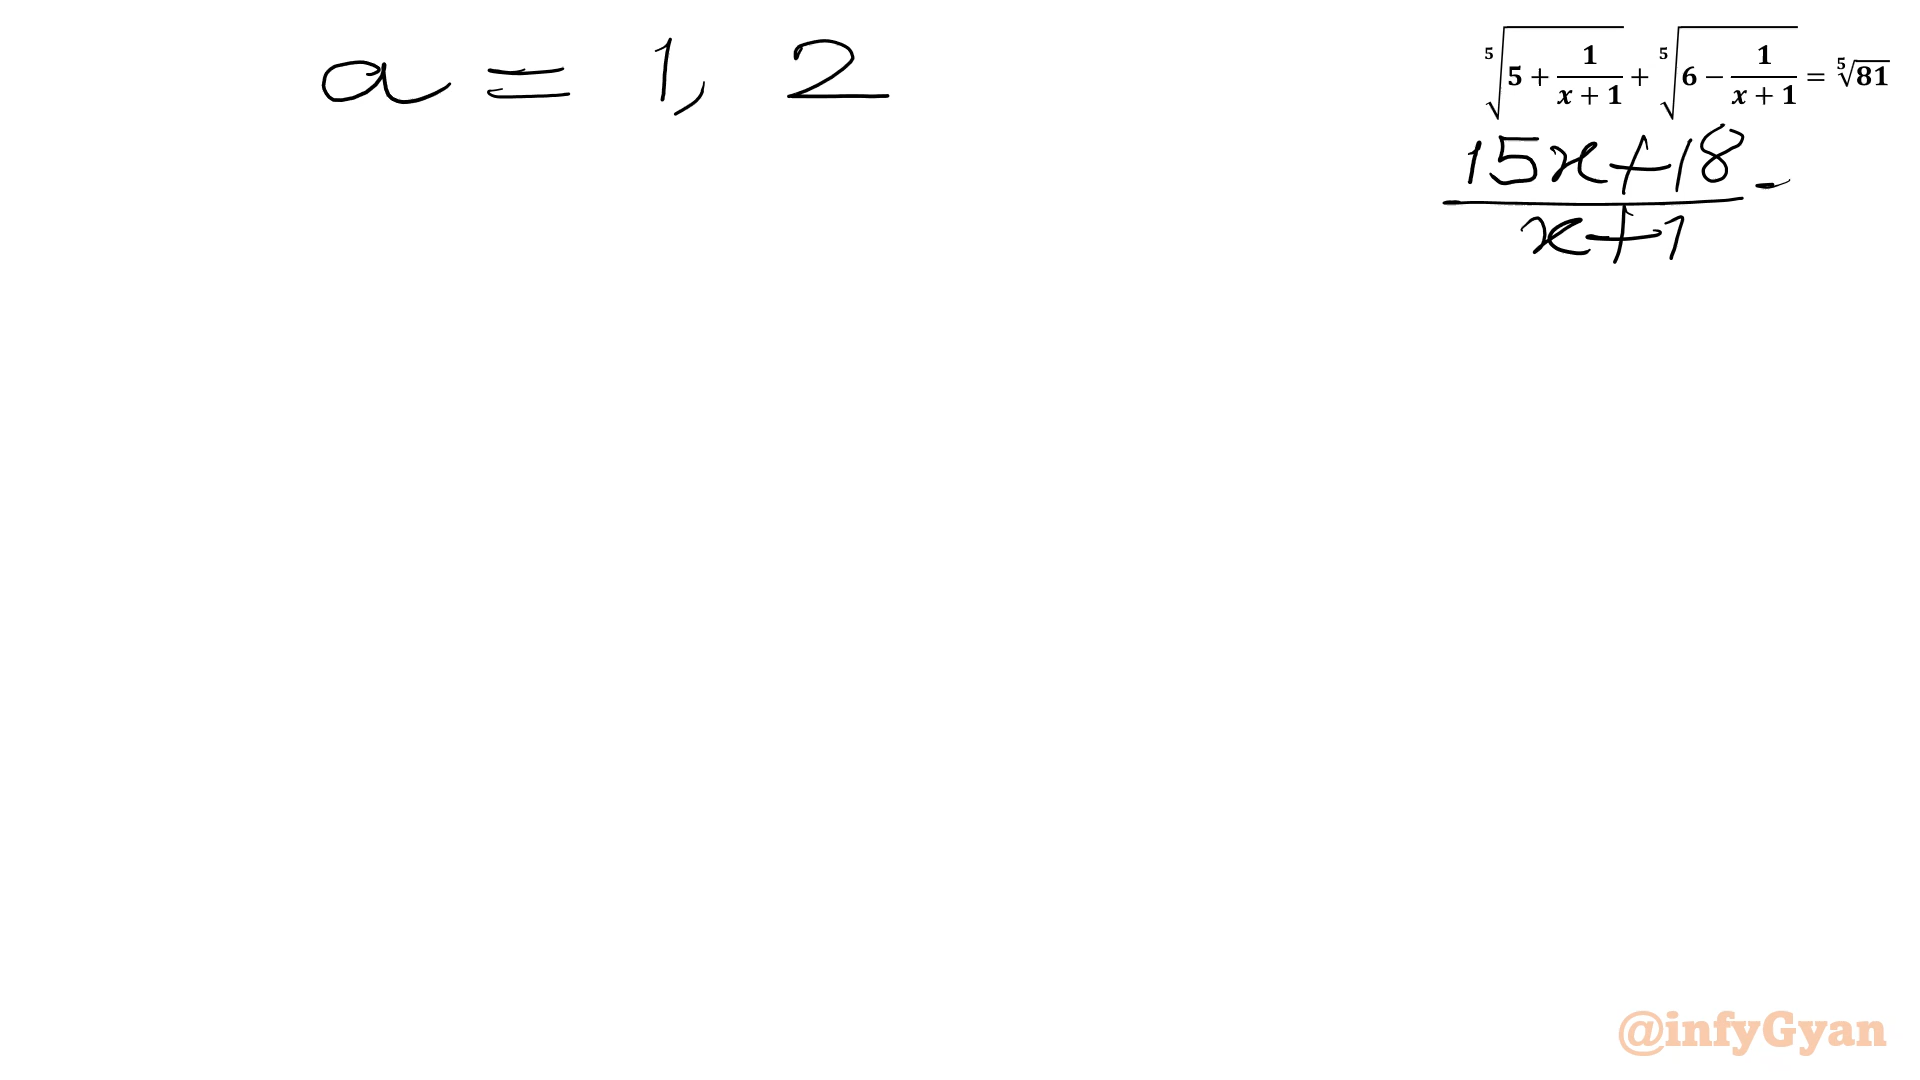 a = 1, 2
⁵√(5 + 1/(x + 1)) + ⁵√(6 − 1/(x + 1)) = ⁵√81
(15x+18)/(x+1) -
@infyGyan